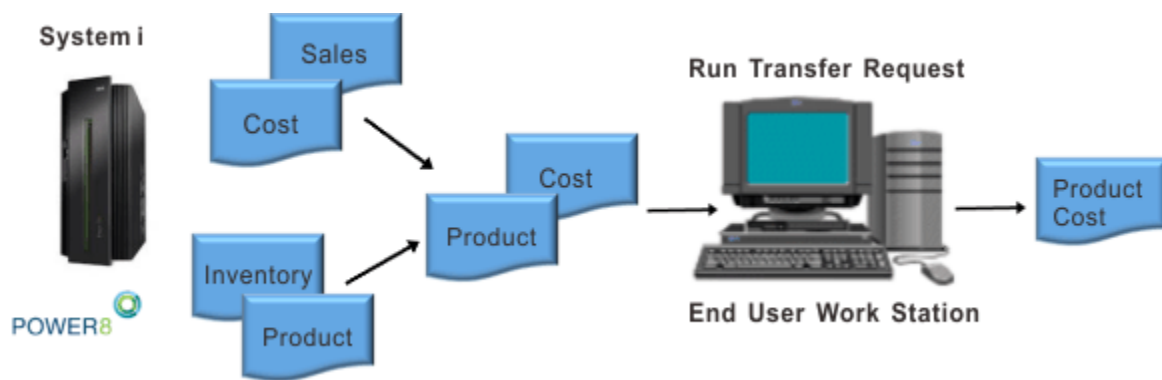 System i
Sales
Cost
Run Transfer Request
Cost
Product
Product
Cost
Inventory
Product
End User Work Station
POWER8